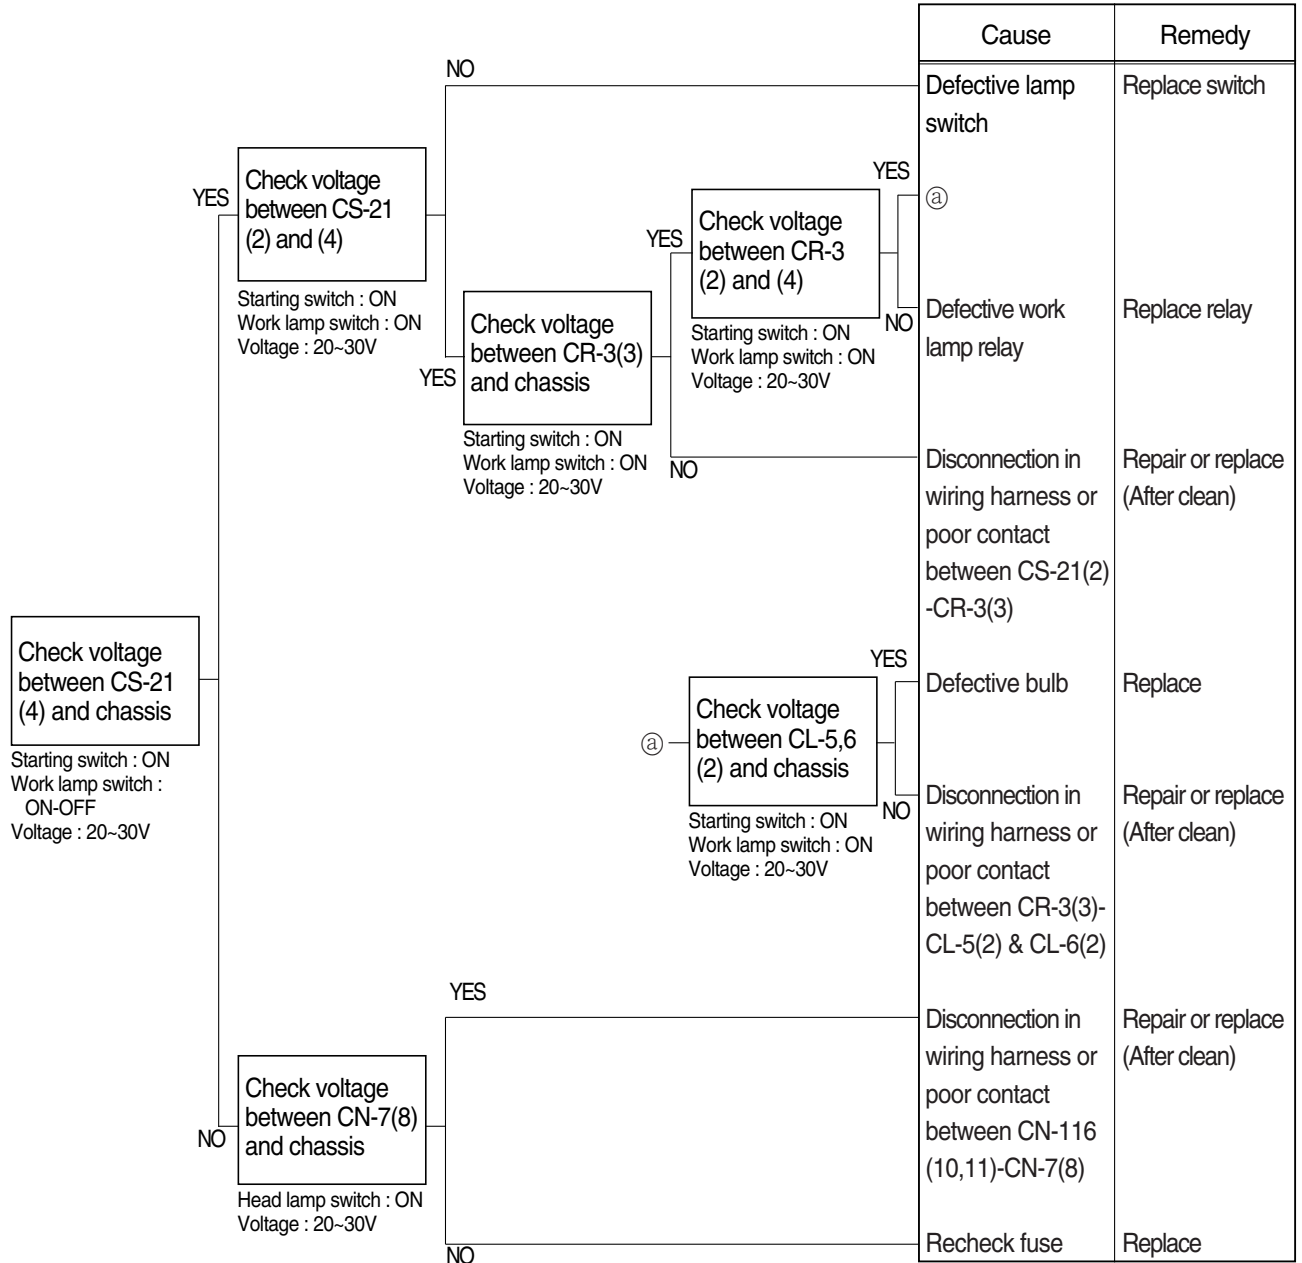 Cause
Remedy
NO
Defective lamp
switch
Replace switch
YES
Check voltage
between CS-21
(2) and (4)
Starting switch : ON
Work lamp switch : ON
Voltage : 20~30V
YES
Check voltage
between CR-3(3)
and chassis
Starting switch : ON
Work lamp switch : ON
Voltage : 20~30V
YES
Check voltage
between CR-3
(2) and (4)
Starting switch : ON
Work lamp switch : ON
Voltage : 20~30V
YES
ⓐ
NO
Defective work
lamp relay
Replace relay
NO
Disconnection in
wiring harness or
poor contact
between CS-21(2)
-CR-3(3)
Repair or replace
(After clean)
Check voltage
between CS-21
(4) and chassis
Starting switch : ON
Work lamp switch :
ON-OFF
Voltage : 20~30V
ⓐ
Check voltage
between CL-5,6
(2) and chassis
Starting switch : ON
Work lamp switch : ON
Voltage : 20~30V
YES
Defective bulb
Replace
NO
Disconnection in
wiring harness or
poor contact
between CR-3(3)-
CL-5(2) & CL-6(2)
Repair or replace
(After clean)
NO
Check voltage
between CN-7(8)
and chassis
Head lamp switch : ON
Voltage : 20~30V
YES
Disconnection in
wiring harness or
poor contact
between CN-116
(10,11)-CN-7(8)
Repair or replace
(After clean)
NO
Recheck fuse
Replace